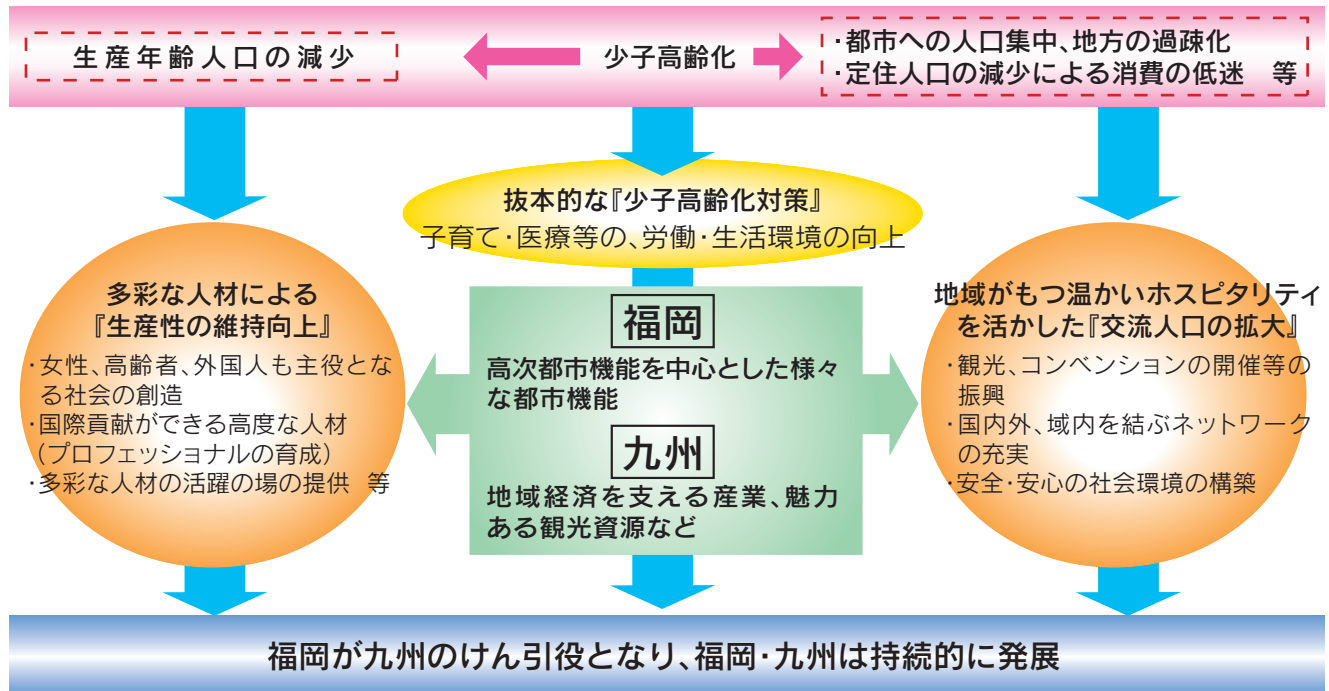 生産年齢人口の減少
少子高齢化
・都市への人口集中、地方の過疎化
・定住人口の減少による消費の低迷　等
抜本的な『少子高齢化対策』
子育て・医療等の、労働・生活環境の向上
多彩な人材による
『生産性の維持向上』
・女性、高齢者、外国人も主役とな
る社会の創造
・国際貢献ができる高度な人材
（プロフェッショナルの育成）
・多彩な人材の活躍の場の提供　等
福岡
高次都市機能を中心とした様々
な都市機能
九州
地域経済を支える産業、魅力
ある観光資源など
地域がもつ温かいホスピタリティ
を活かした『交流人口の拡大』
・観光、コンベンションの開催等の
振興
・国内外、域内を結ぶネットワーク
の充実
・安全・安心の社会環境の構築
福岡が九州のけん引役となり、福岡・九州は持続的に発展